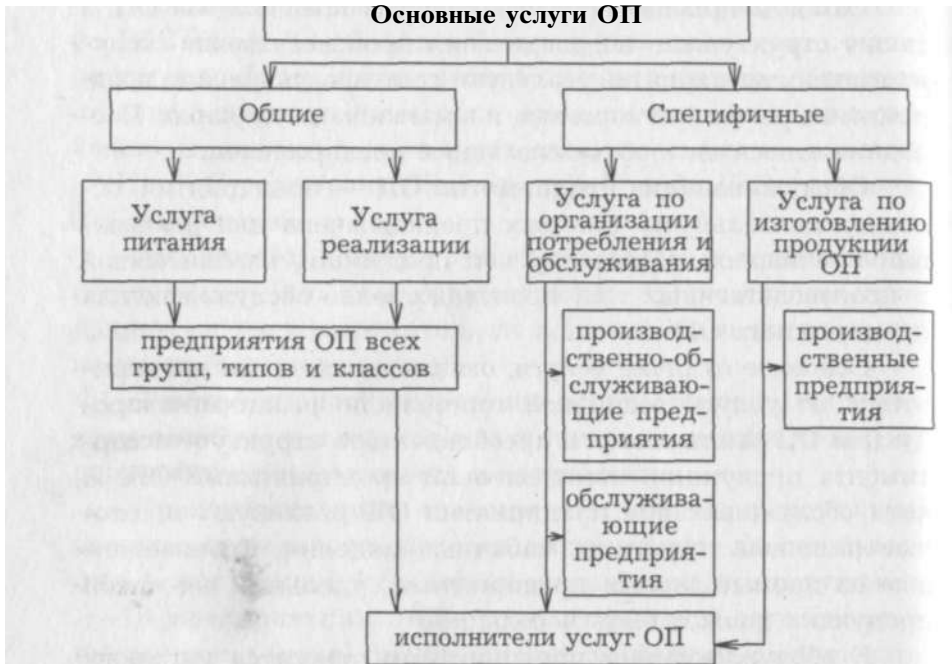 Основные услуги ОП
Общие
Специфичные
Услуга
питания
Услуга
реализации
Услуга по
организации
потребления и
обслуживания
Услуга по
изготовлению
продукции
ОП
предприятия ОП всех
групп, типов и классов
производ-
ственно-об-
служиваю-
щие пред-
приятия
производ-
ственные
предприя-
тия
обслужива-
ющие
предприя-
тия
исполнители услуг ОП